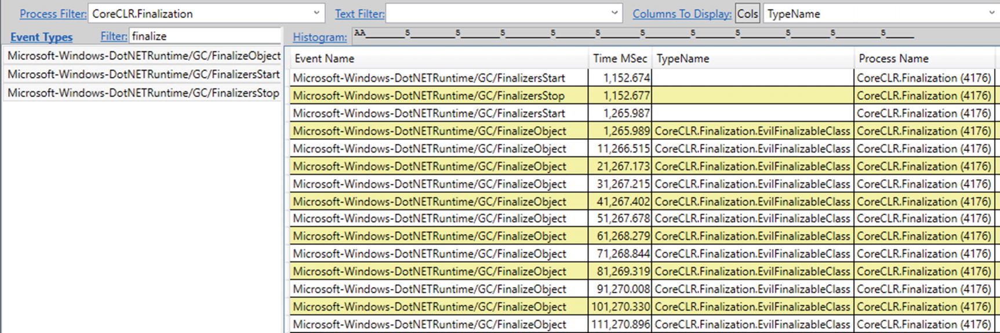 Process Filter: CoreCLR.Finalization Text Filter: Columns To Display: Cols TypeName
Event Types Filter: finalize Histogram: AA_____5_____5_____5_____5_____5_____5_____5_____5_____5_____5_____5____
Microsoft-Windows-DotNETRuntime/GC/FinalizeObject
Microsoft-Windows-DotNETRuntime/GC/FinalizersStart
Microsoft-Windows-DotNETRuntime/GC/FinalizersStop
Event Name Time MSec TypeName Process Name
Microsoft-Windows-DotNETRuntime/GC/FinalizersStart 1,152.674 CoreCLR.Finalization (4176)
Microsoft-Windows-DotNETRuntime/GC/FinalizersStop 1,152.677 CoreCLR.Finalization (4176)
Microsoft-Windows-DotNETRuntime/GC/FinalizersStart 1,265.987 CoreCLR.Finalization (4176)
Microsoft-Windows-DotNETRuntime/GC/FinalizeObject 1,265.989 CoreCLR.Finalization.EvilFinalizableClass CoreCLR.Finalization (4176)
Microsoft-Windows-DotNETRuntime/GC/FinalizeObject 11,266.515 CoreCLR.Finalization.EvilFinalizableClass CoreCLR.Finalization (4176)
Microsoft-Windows-DotNETRuntime/GC/FinalizeObject 21,267.173 CoreCLR.Finalization.EvilFinalizableClass CoreCLR.Finalization (4176)
Microsoft-Windows-DotNETRuntime/GC/FinalizeObject 31,267.215 CoreCLR.Finalization.EvilFinalizableClass CoreCLR.Finalization (4176)
Microsoft-Windows-DotNETRuntime/GC/FinalizeObject 41,267.402 CoreCLR.Finalization.EvilFinalizableClass CoreCLR.Finalization (4176)
Microsoft-Windows-DotNETRuntime/GC/FinalizeObject 51,267.678 CoreCLR.Finalization.EvilFinalizableClass CoreCLR.Finalization (4176)
Microsoft-Windows-DotNETRuntime/GC/FinalizeObject 61,268.279 CoreCLR.Finalization.EvilFinalizableClass CoreCLR.Finalization (4176)
Microsoft-Windows-DotNETRuntime/GC/FinalizeObject 71,268.844 CoreCLR.Finalization.EvilFinalizableClass CoreCLR.Finalization (4176)
Microsoft-Windows-DotNETRuntime/GC/FinalizeObject 81,269.319 CoreCLR.Finalization.EvilFinalizableClass CoreCLR.Finalization (4176)
Microsoft-Windows-DotNETRuntime/GC/FinalizeObject 91,270.008 CoreCLR.Finalization.EvilFinalizableClass CoreCLR.Finalization (4176)
Microsoft-Windows-DotNETRuntime/GC/FinalizeObject 101,270.330 CoreCLR.Finalization.EvilFinalizableClass CoreCLR.Finalization (4176)
Microsoft-Windows-DotNETRuntime/GC/FinalizeObject 111,270.896 CoreCLR.Finalization.EvilFinalizableClass CoreCLR.Finalization (4176)